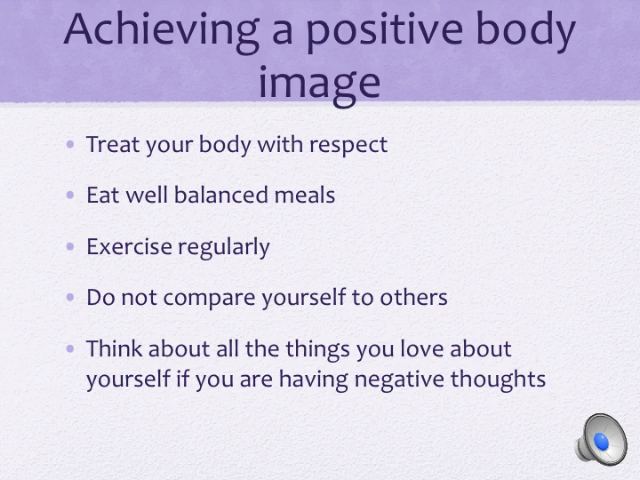 Achieving a positive body
image
• Treat your body with respect
• Eat well balanced meals
• Exercise regularly
• Do not compare yourself to others
• Think about all the things you love about
yourself if you are having negative thoughts